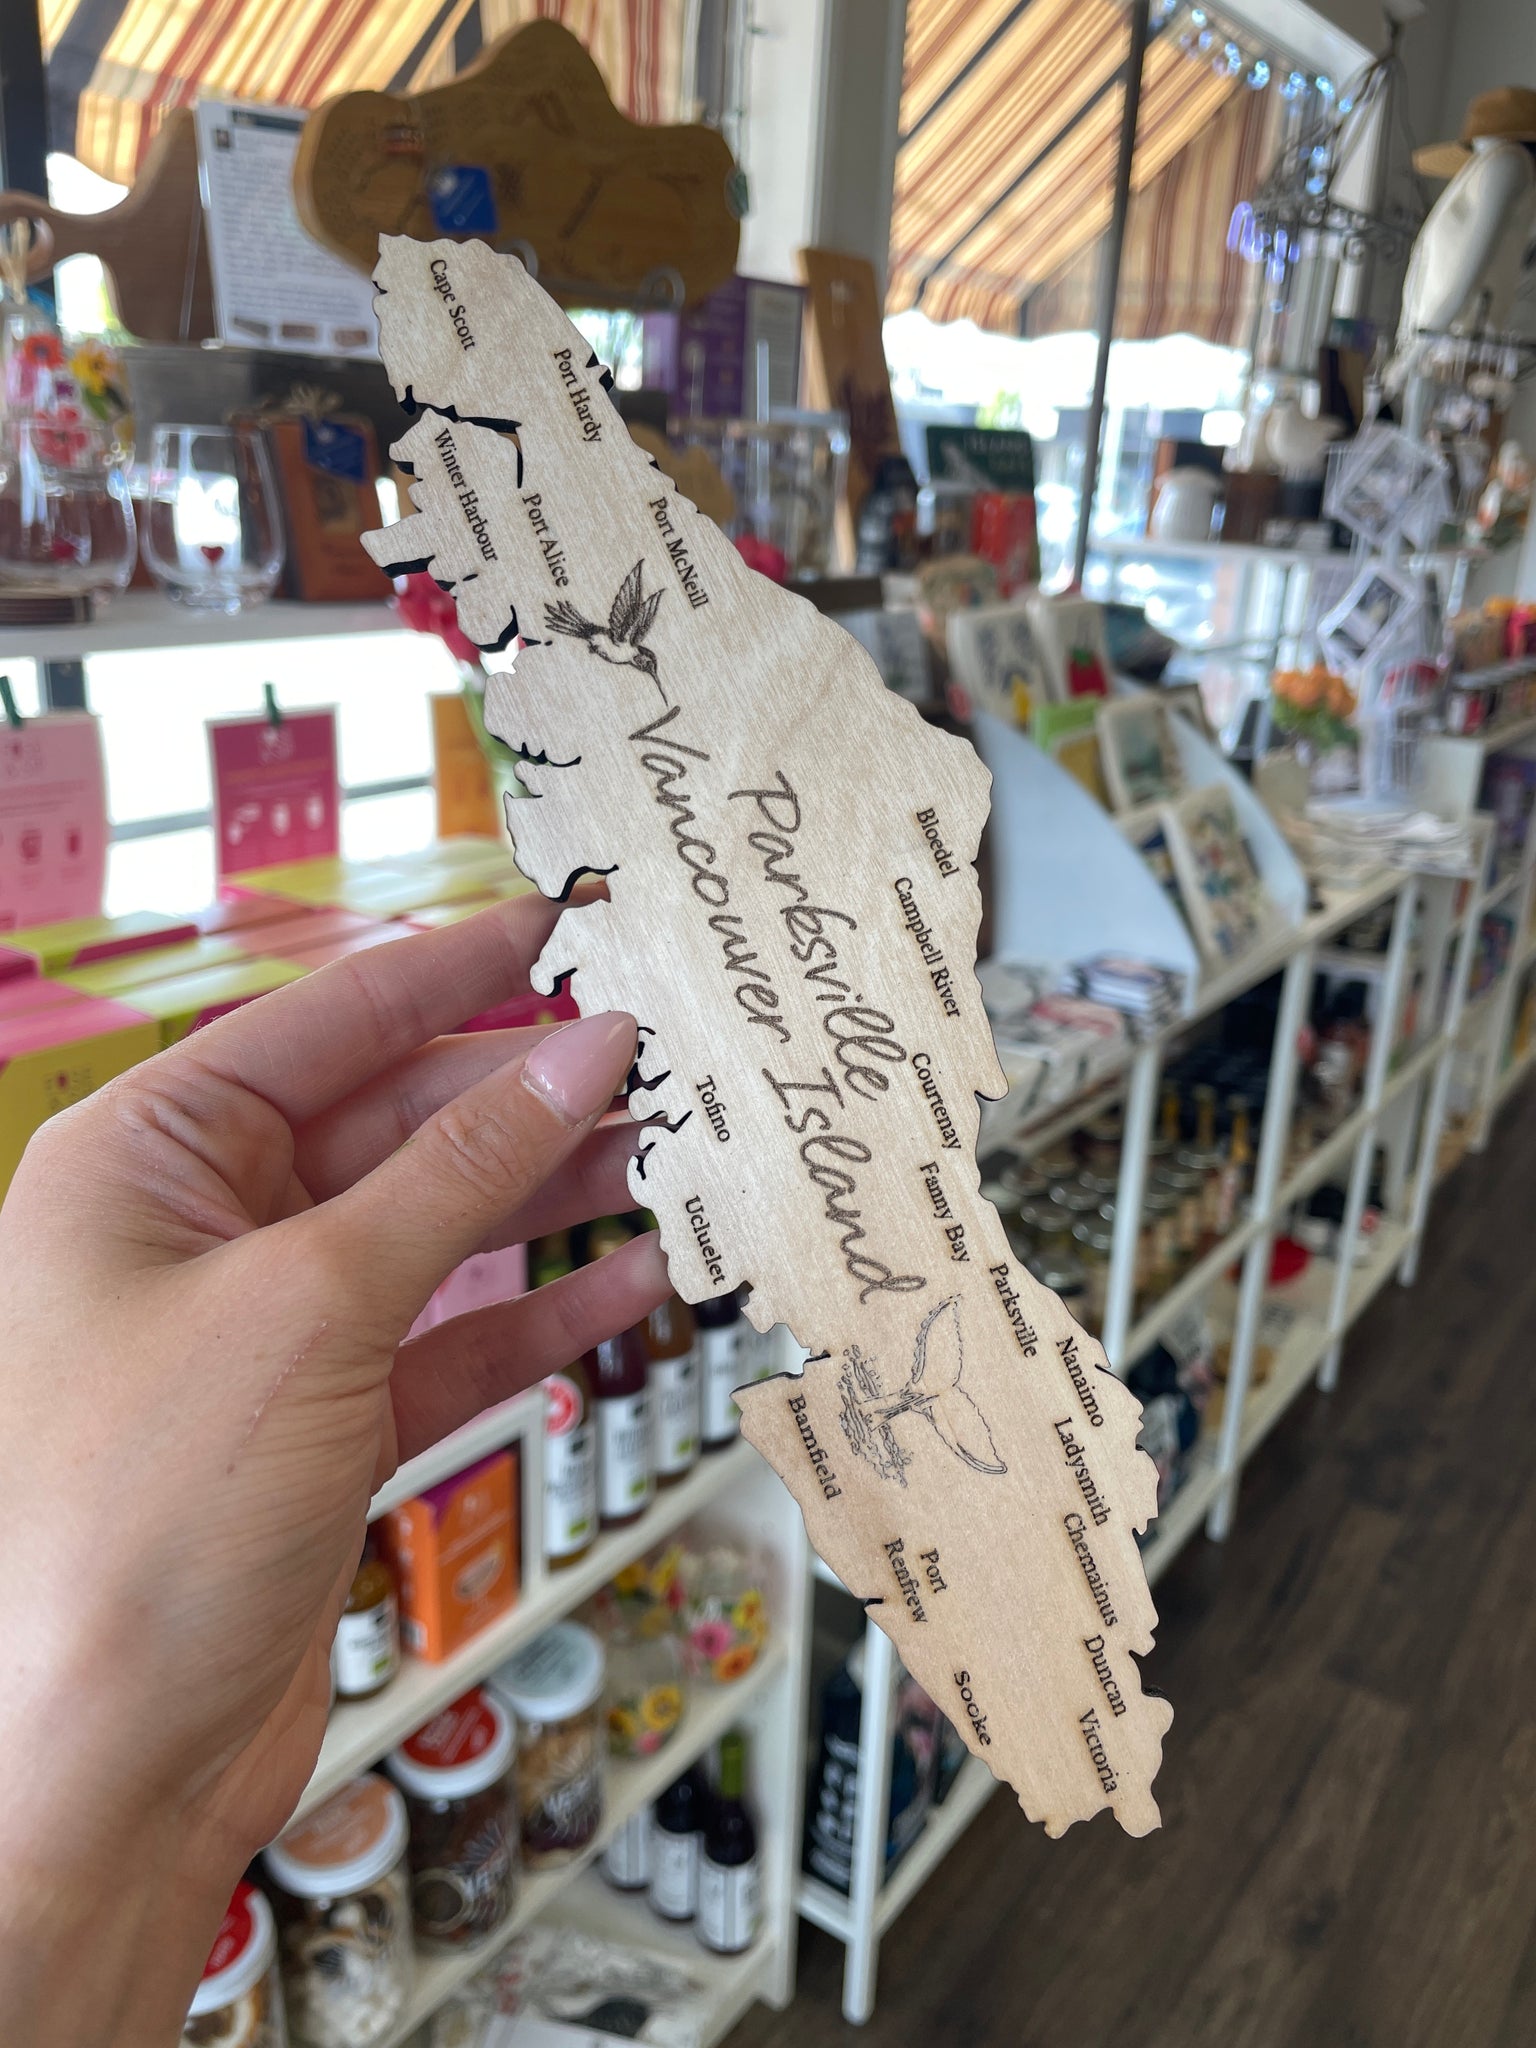 Cape Scott
Port Hardy
Winter Harbour
Port Alice
Port McNeill
Parksville
Vancouver Island
Bloedel
Campbell River
Courtenay
Fanny Bay
Tofino
Ucluelet
Parksville
Nanaimo
Ladysmith
Chemainus
Bamfield
Port
Renfrew
Duncan
Sooke
Victoria